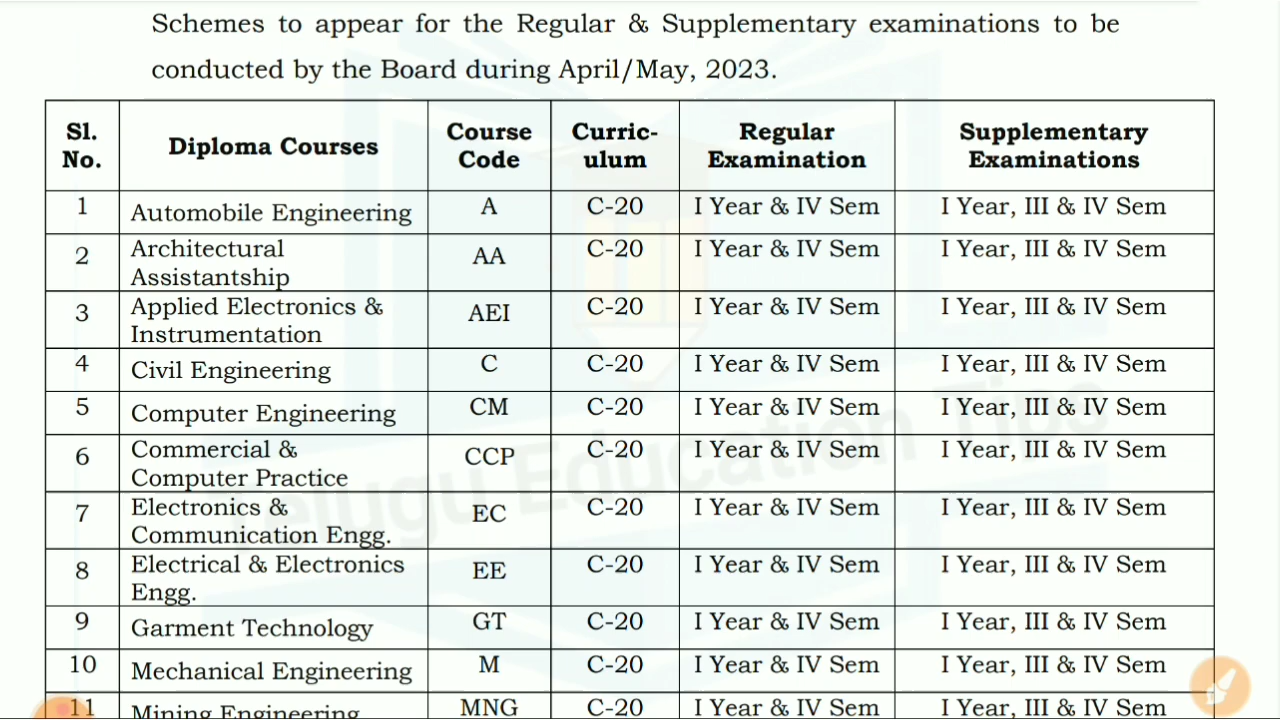 Schemes to appear for the Regular & Supplementary examinations to be
conducted by the Board during April/May, 2023.
Sl. No. Diploma Courses Course Code Curric-ulum Regular Examination Supplementary Examinations
1 Automobile Engineering A C-20 I Year & IV Sem I Year, III & IV Sem
2 Architectural Assistantship AA C-20 I Year & IV Sem I Year, III & IV Sem
3 Applied Electronics & Instrumentation AEI C-20 I Year & IV Sem I Year, III & IV Sem
4 Civil Engineering C C-20 I Year & IV Sem I Year, III & IV Sem
5 Computer Engineering CM C-20 I Year & IV Sem I Year, III & IV Sem
6 Commercial & Computer Practice CCP C-20 I Year & IV Sem I Year, III & IV Sem
7 Electronics & Communication Engg. EC C-20 I Year & IV Sem I Year, III & IV Sem
8 Electrical & Electronics Engg. EE C-20 I Year & IV Sem I Year, III & IV Sem
9 Garment Technology GT C-20 I Year & IV Sem I Year, III & IV Sem
10 Mechanical Engineering M C-20 I Year & IV Sem I Year, III & IV Sem
11 Mining Engineering MNG C-20 I Year & IV Sem I Year, III & IV Sem
Telugu Education Tips